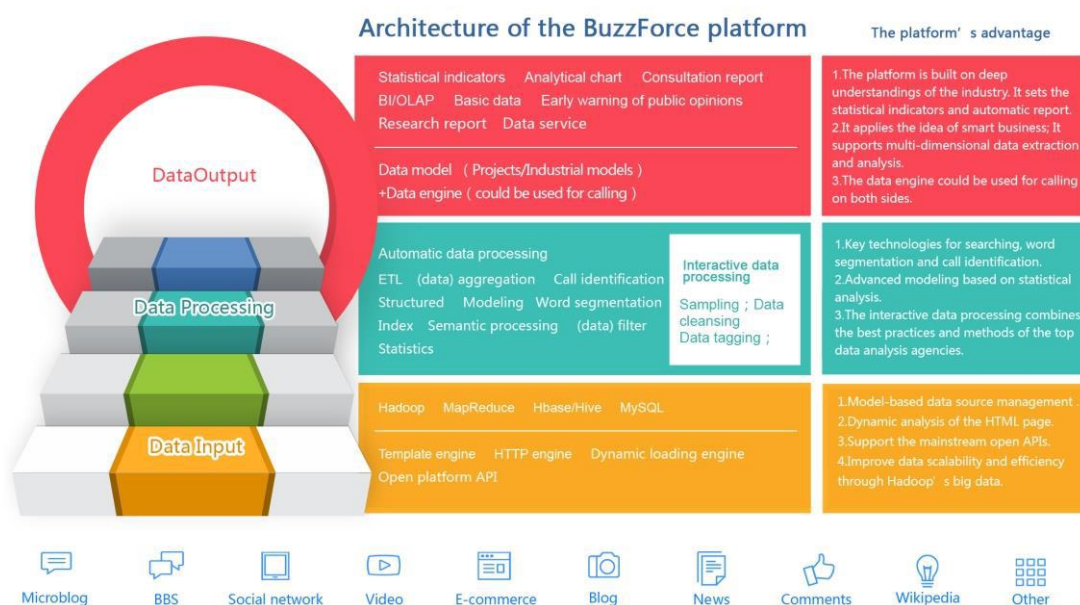 Architecture of the BuzzForce platform
The platform’s advantage
DataOutput
Statistical indicators Analytical chart Consultation report
BI/OLAP Basic data Early warning of public opinions
Research report Data service
Data model （Projects/Industrial models）
+Data engine（could be used for calling）
1.The platform is built on deep
understandings of the industry. It sets the
statistical indicators and automatic report.
2.It applies the idea of smart business; It
supports multi-dimensional data extraction
and analysis.
3.The data engine could be used for calling
on both sides.
Data Processing
Automatic data processing
ETL (data) aggregation Call identification
Structured Modeling Word segmentation
Index Semantic processing (data) filter
Statistics
Interactive data
processing
Sampling；Data
cleansing
Data tagging；
1.Key technologies for searching, word
segmentation and call identification.
2.Advanced modeling based on statistical
analysis.
3.The interactive data processing combines
the best practices and methods of the top
data analysis agencies.
Data Input
Hadoop MapReduce Hbase/Hive MySQL
Template engine HTTP engine Dynamic loading engine
Open platform API
1.Model-based data source management .
2.Dynamic analysis of the HTML page.
3.Support the mainstream open APIs.
4.Improve data scalability and efficiency
through Hadoop’s big data.
Microblog BBS Social network Video E-commerce Blog News Comments Wikipedia Other